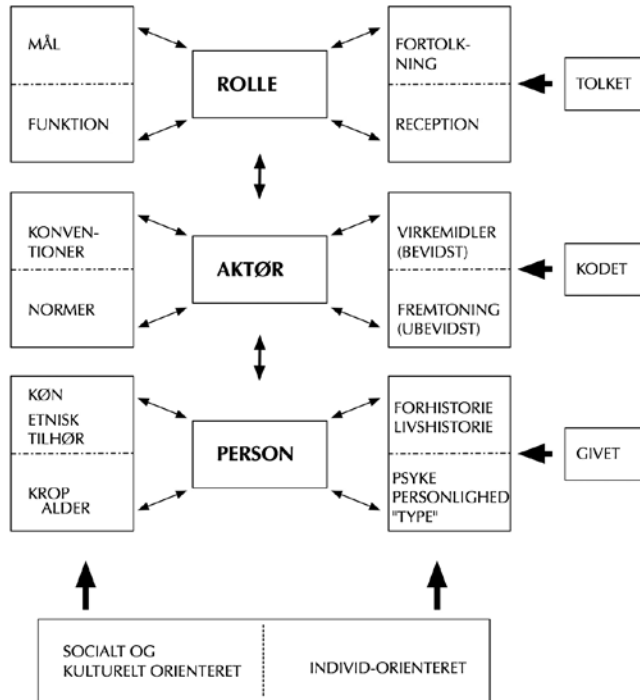 MÅL
FUNKTION
ROLLE
FORTOLK-
NING
RECEPTION
TOLKET
KONVEN-
TIONER
NORMER
AKTØR
VIRKEMIDLER
(BEVIDST)
FREMTONING
(UBEVIDST)
KODET
KØN
ETNISK
TILHØR
KROP
ALDER
PERSON
FORHISTORIE
LIVSHISTORIE
PSYKE
PERSONLIGHED
"TYPE"
GIVET
SOCIALT OG
KULTURELT ORIENTERET
INDIVID-ORIENTERET